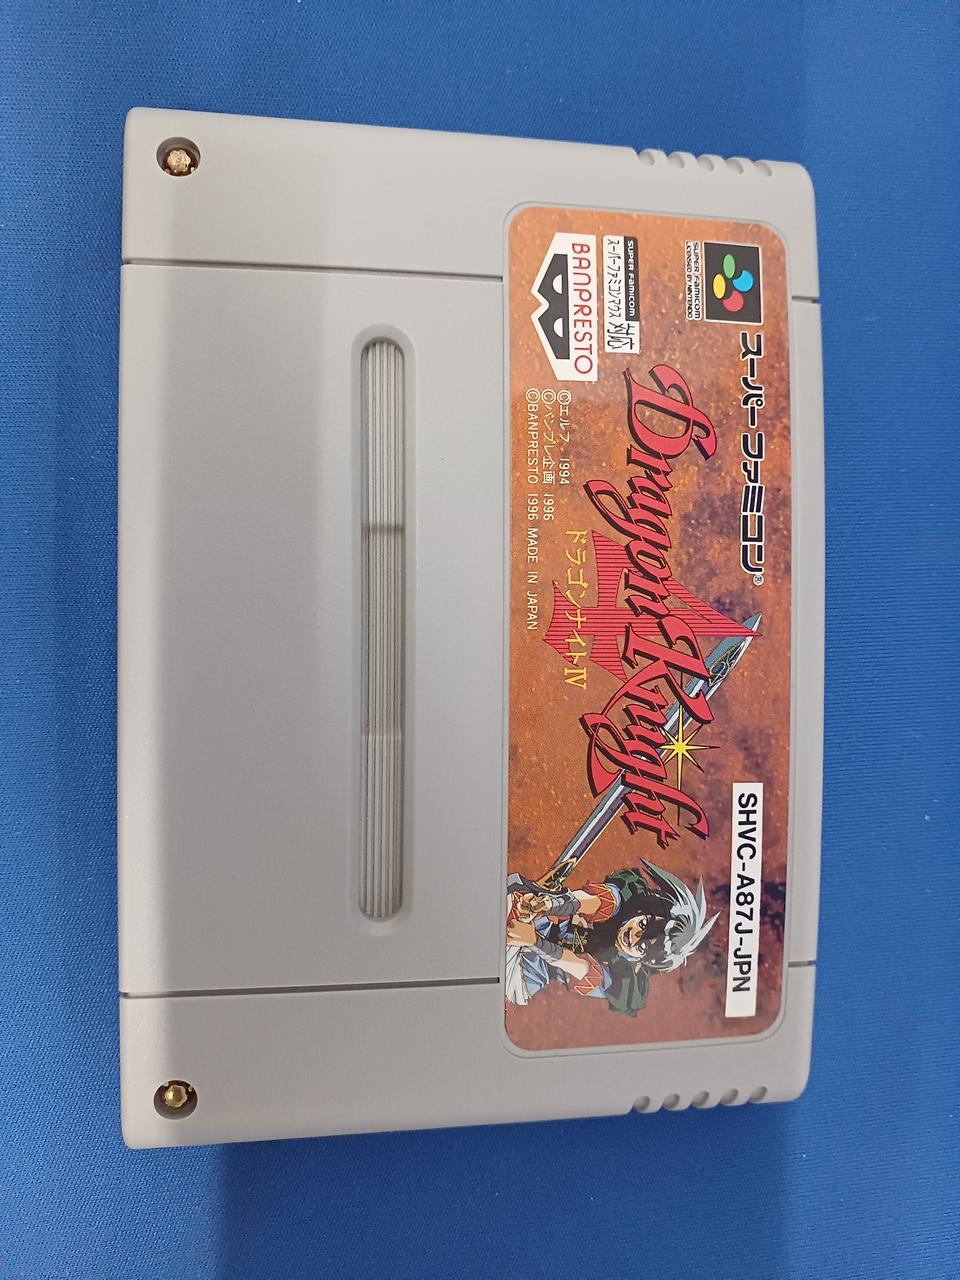 スーパーファミコン®
SHVC-A87J-JPN
SUPER FAMICOM
LICENSED BY NINTENDO
SUPER FAMICOM
スーパーファミコンマウス 対応
BANPRESTO
Dragon Knight
4
ドラゴンナイトⅣ
©エルフ 1994
©バンプレ企画 1996
©BANPRESTO 1996 MADE IN JAPAN